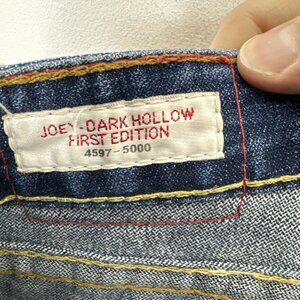 JOEY-DARK HOLLOW
FIRST EDITION
4597-5000